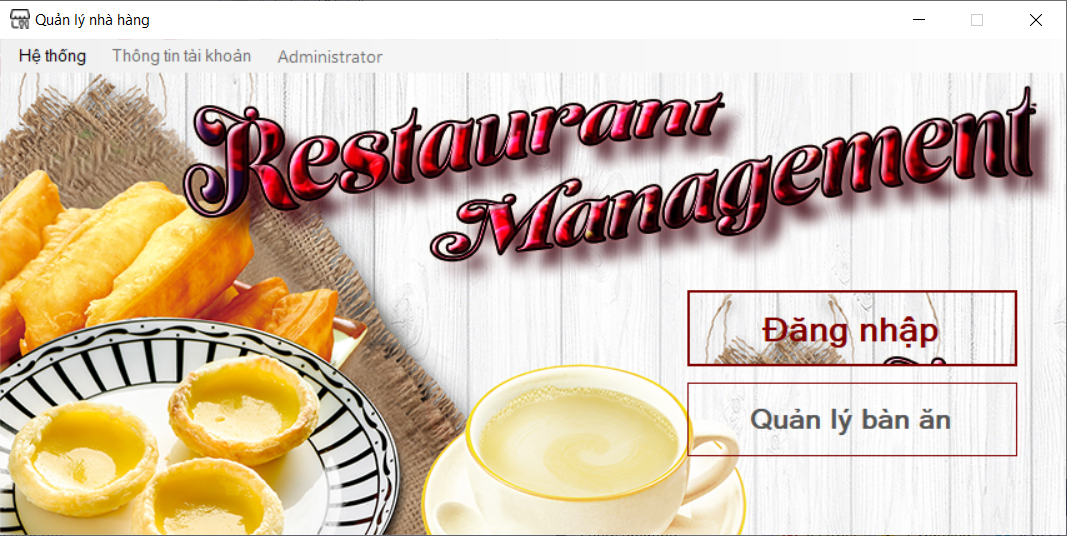 Quản lý nhà hàng
Hệ thống Thông tin tài khoản Administrator
Restaurant
Management
Đăng nhập
Quản lý bàn ăn